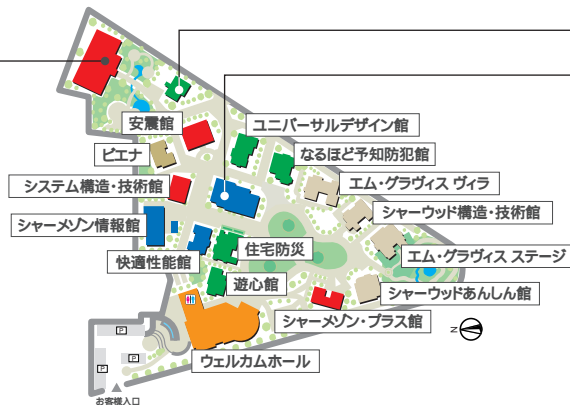 安震館
ユニバーサルデザイン館
ビエナ
なるほど予知防犯館
システム構造・技術館
エム・グラヴィス ヴィラ
シャーメゾン情報館
シャーウッド構造・技術館
快適性能館
住宅防災
エム・グラヴィス ステージ
遊心館
シャーウッドあんしん館
シャーメゾン・プラス館
N
ウェルカムホール
P
P
P
お客様入口